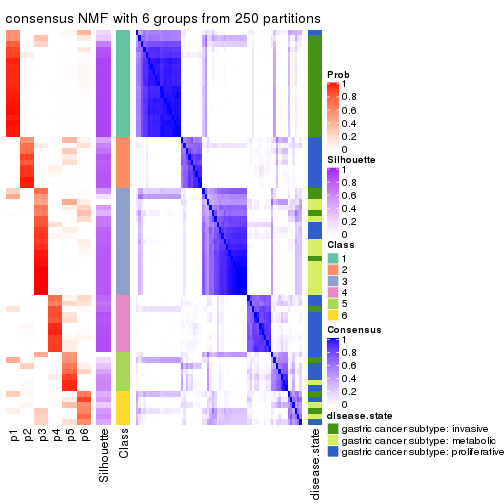 consensus NMF with 6 groups from 250 partitions
p1
p2
p3
p4
p5
p6
Silhouette
Class
disease.state
Prob
1
0.8
0.6
0.4
0.2
0
Silhouette
1
0.8
0.6
0.4
0.2
0
Class
1
2
3
4
5
6
Consensus
1
0.8
0.6
0.4
0.2
0
disease.state
gastric cancer subtype: invasive
gastric cancer subtype: metabolic
gastric cancer subtype: proliferative